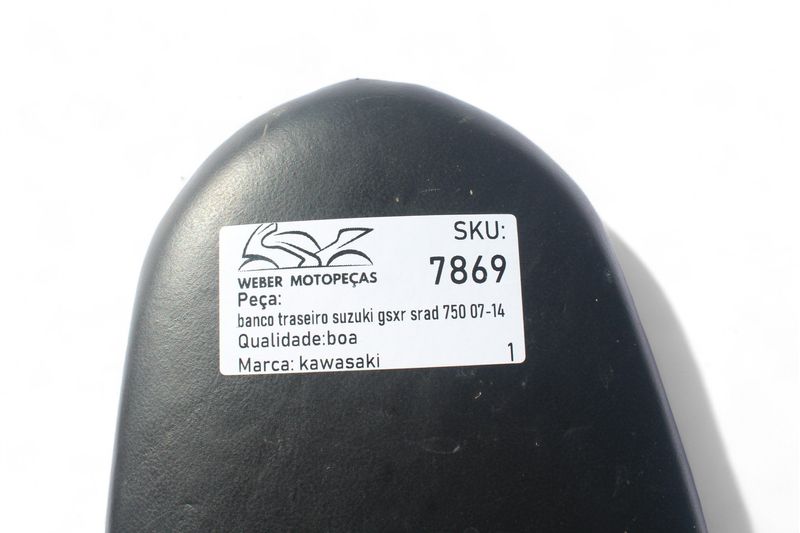 SKU:
7869
WEBER MOTOPEÇAS
Peça:
banco traseiro suzuki gsxr srad 750 07-14
Qualidade:boa
Marca: kawasaki
1